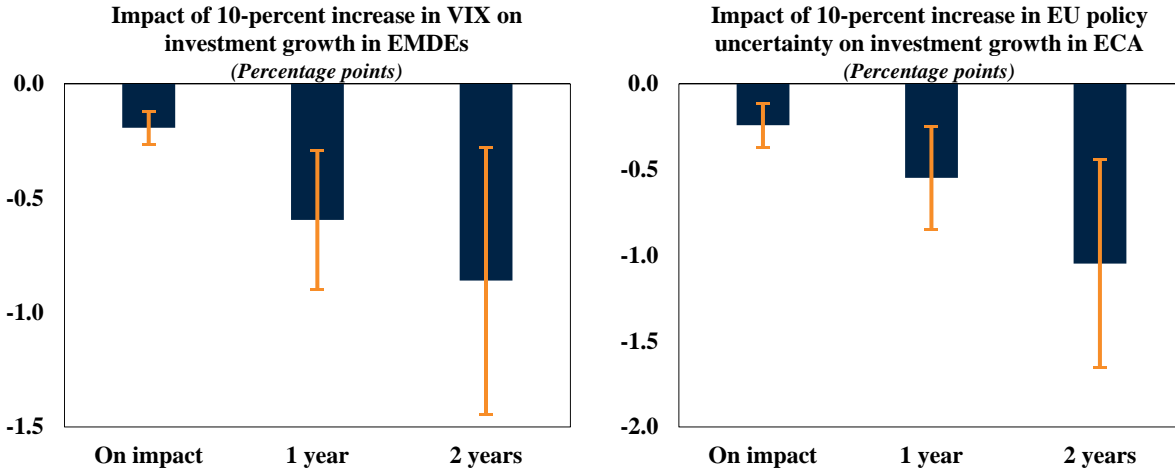 Impact of 10-percent increase in VIX on
investment growth in EMDEs
(Percentage points)
0.0
-0.5
-1.0
-1.5
On impact
1 year
2 years
Impact of 10-percent increase in EU policy
uncertainty on investment growth in ECA
(Percentage points)
0.0
-0.5
-1.0
-1.5
-2.0
On impact
1 year
2 years